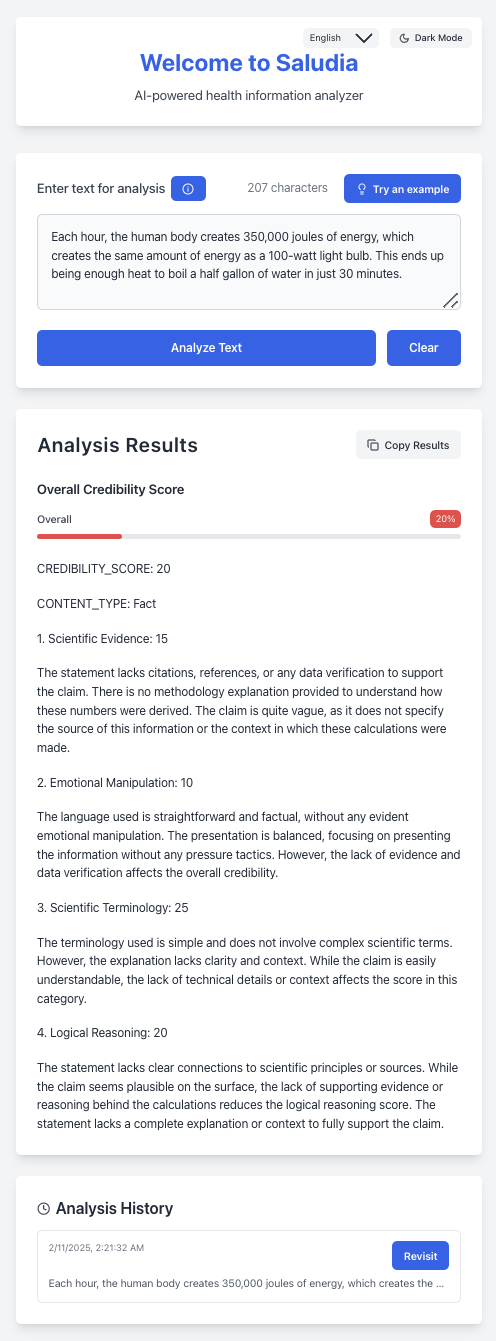 English
Dark Mode
Welcome to Saludia
AI-powered health information analyzer
Enter text for analysis
207 characters
Try an example
Each hour, the human body creates 350,000 joules of energy, which
creates the same amount of energy as a 100-watt light bulb. This ends up
being enough heat to boil a half gallon of water in just 30 minutes.
Analyze Text
Clear
Analysis Results
Copy Results
Overall Credibility Score
Overall
20%
CREDIBILITY_SCORE: 20
CONTENT_TYPE: Fact
1. Scientific Evidence: 15
The statement lacks citations, references, or any data verification to support
the claim. There is no methodology explanation provided to understand how
these numbers were derived. The claim is quite vague, as it does not specify
the source of this information or the context in which these calculations were
made.
2. Emotional Manipulation: 10
The language used is straightforward and factual, without any evident
emotional manipulation. The presentation is balanced, focusing on presenting
the information without any pressure tactics. However, the lack of evidence and
data verification affects the overall credibility.
3. Scientific Terminology: 25
The terminology used is simple and does not involve complex scientific terms.
However, the explanation lacks clarity and context. While the claim is easily
understandable, the lack of technical details or context affects the score in this
category.
4. Logical Reasoning: 20
The statement lacks clear connections to scientific principles or sources. While
the claim seems plausible on the surface, the lack of supporting evidence or
reasoning behind the calculations reduces the logical reasoning score. The
statement lacks a complete explanation or context to fully support the claim.
Analysis History
2/11/2025, 2:21:32 AM
Revisit
Each hour, the human body creates 350,000 joules of energy, which creates the ...